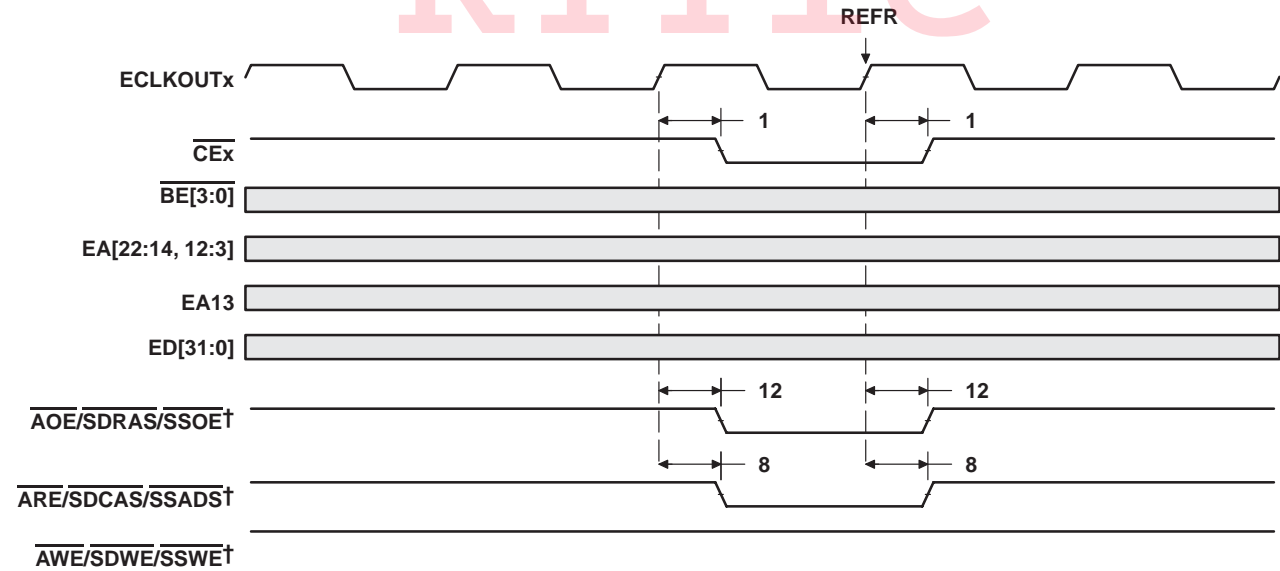 RITIC
REFR
ECLKOUTx
1 1
CEx
BE[3:0]
EA[22:14, 12:3]
EA13
ED[31:0]
12 12
AOE/SDRAS/SSOE†
8 8
ARE/SDCAS/SSADS†
AWE/SDWE/SSWE†